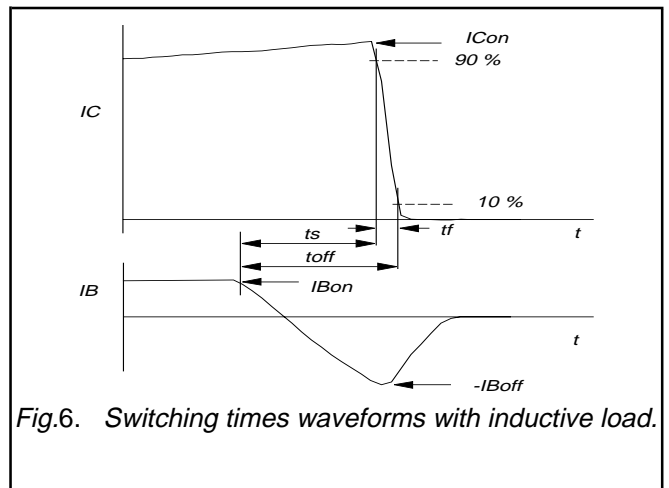 ICon
90 %
IC
10 %
ts
tf
t
toff
IBon
IB
t
-IBoff
Fig.6. Switching times waveforms with inductive load.